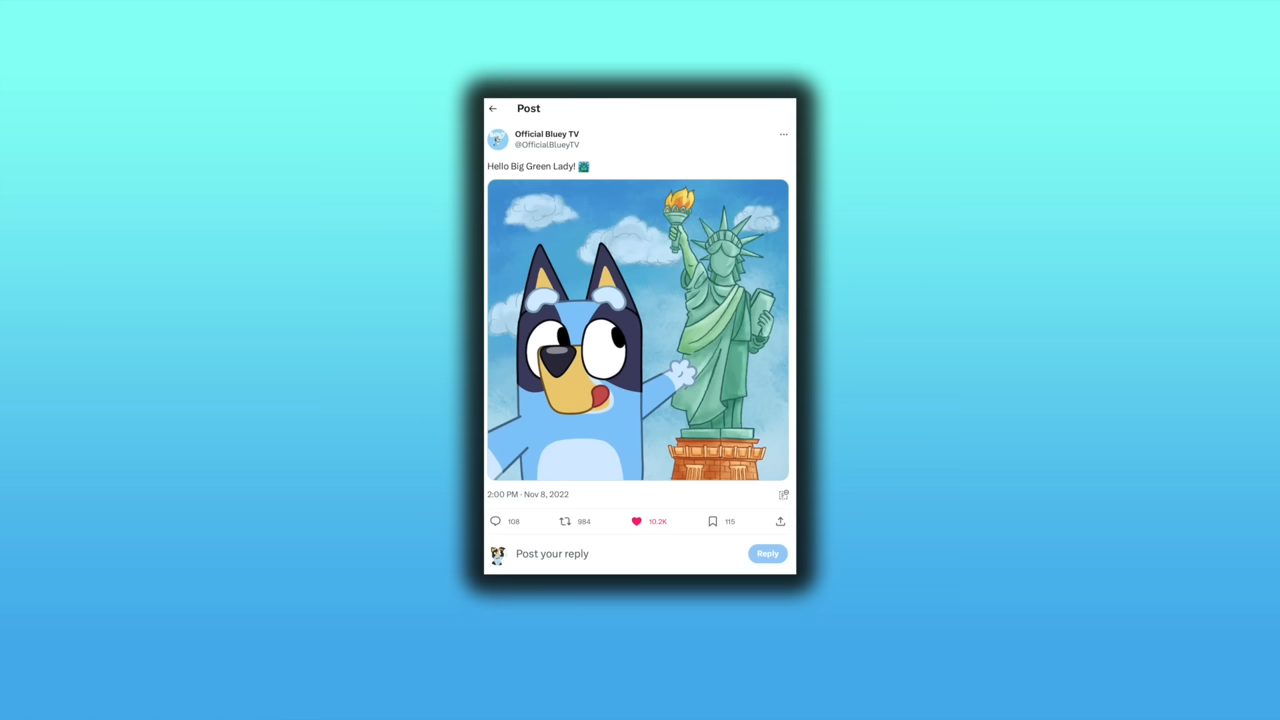 Post
Official Bluey TV
@OfficialBlueyTV
Hello Big Green Lady! 🗽
2:00 PM · Nov 8, 2022
108 984 10.2K 115
Post your reply
Reply